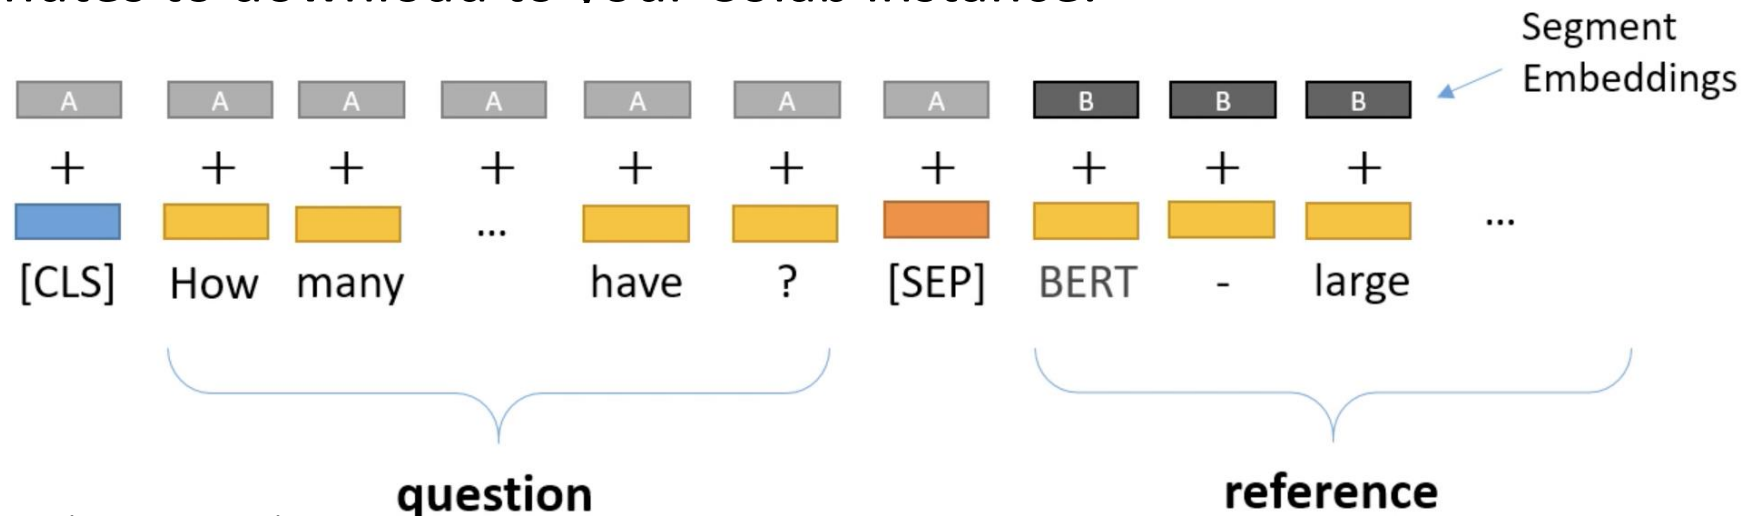 Segment
Embeddings
A A A A A A A B B B
+ + + + + + + + + +
... ...
[CLS] How many have ? [SEP] BERT - large
question reference